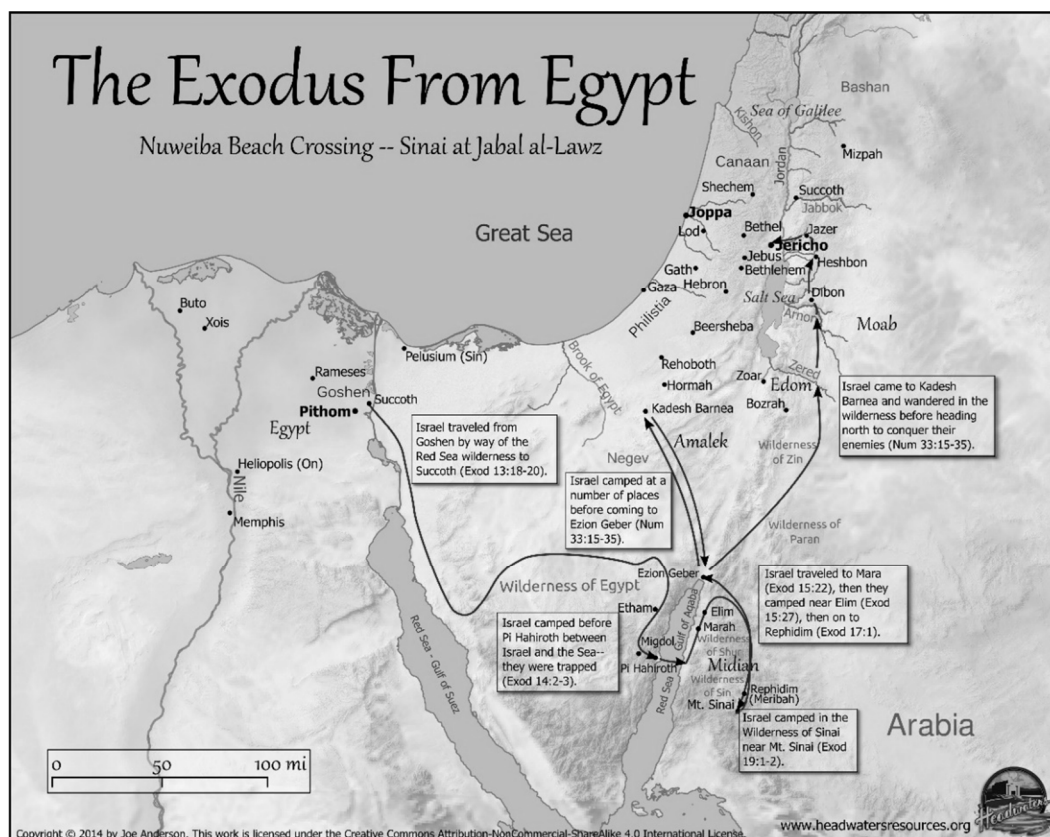 The Exodus From Egypt
Nuweiba Beach Crossing -- Sinai at Jabal al-Lawz
Bashan
Sea of Galilee
Kishon
Mizpah
Canaan
Jordan
Shechem
Succoth
Jabbok
Joppa
Lod
Bethel
Jazer
Great Sea
Jericho
Jebus
Heshbon
Gath
Bethlehem
Gaza
Hebron
Salt Sea
Dibon
Buto
Arnon
Philistia
Moab
Xois
Beersheba
Pelusium (Sin)
Brook of Egypt
Rehoboth
Zered
Rameses
Zoar
Edom
Hormah
Goshen
Succoth
Bozrah
Pithom
Kadesh Barnea
Egypt
Amalek
Israel came to Kadesh
Barnea and wandered in the
wilderness before heading
north to conquer their
enemies (Num 33:15-35).
Israel traveled from
Goshen by way of the
Red Sea wilderness to
Succoth (Exod 13:18-20).
Wilderness
of Zin
Negev
Heliopolis (On)
Nile
Israel camped at a
number of places
before coming to
Ezion Geber (Num
33:15-35).
Memphis
Wilderness of
Paran
Ezion Geber
Wilderness of Egypt
Israel traveled to Mara
(Exod 15:22), then they
camped near Elim (Exod
15:27), then on to
Rephidim (Exod 17:1).
Etham
Gulf of Aqaba
Elim
Marah
Israel camped before
Pi Hahiroth between
Israel and the Sea--
they were trapped
(Exod 14:2-3).
Migdol
Wilderness
of Shur
Midian
Pi Hahiroth
Red Sea - Gulf of Suez
Red Sea
Wilderness
of Sin
Rephidim
(Meribah)
Mt. Sinai
Israel camped in the
Wilderness of Sinai
near Mt. Sinai (Exod
19:1-2).
Arabia
0 50 100 mi
Headwaters
www.headwatersresources.org
Copyright © 2014 by Joe Anderson. This work is licensed under the Creative Commons Attribution-NonCommercial-ShareAlike 4.0 International License.